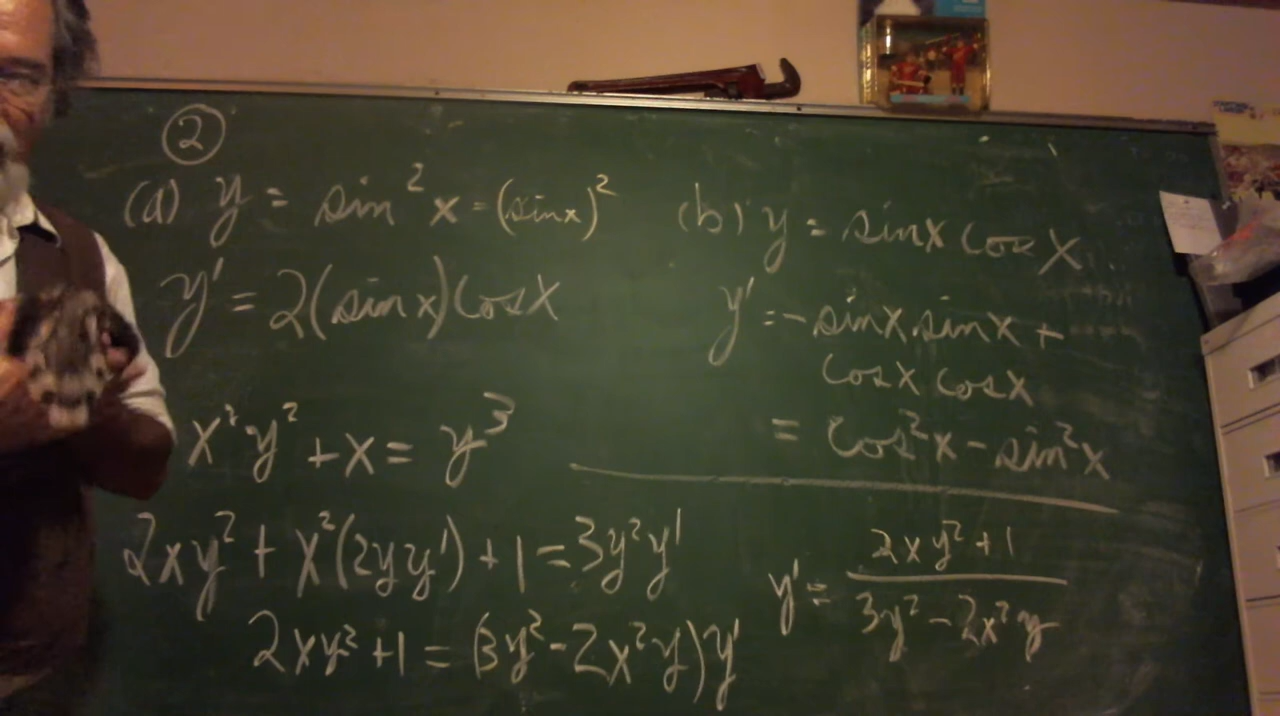 ②
(a) y = sin²x = (sinx)²
y' = 2(sinx)cosx
(b) y = sinx cosx
y' = -sinx sinx +
cosx cosx
= cos²x - sin²x
x²y² + x = y³
2xy² + x²(2yy') + 1 = 3y²y'
2xy² + 1 = (3y² - 2x²y)y'
y' = 2xy² + 1
3y² - 2x²y